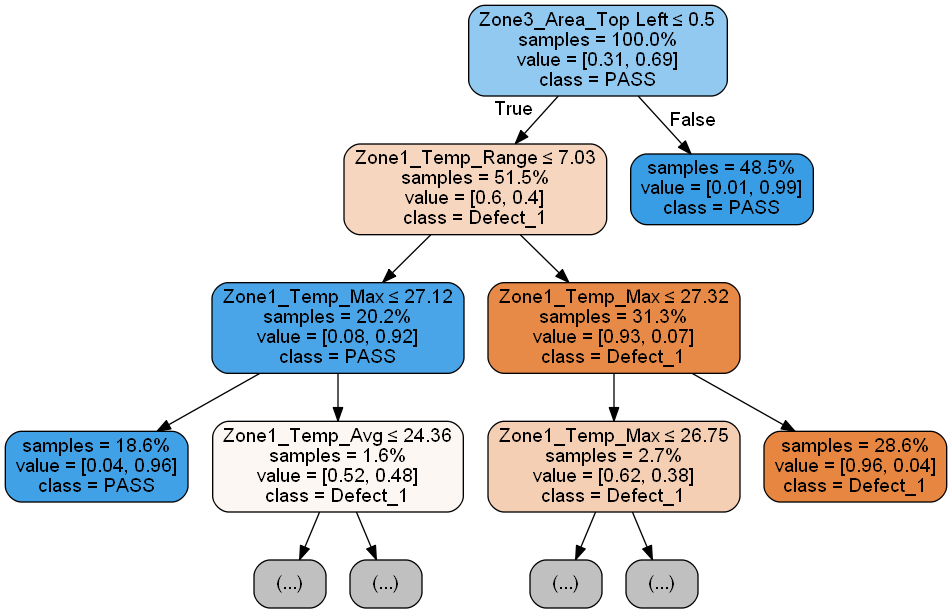 Zone3_Area_Top Left ≤ 0.5
samples = 100.0%
value = [0.31, 0.69]
class = PASS
True
False
Zone1_Temp_Range ≤ 7.03
samples = 51.5%
value = [0.6, 0.4]
class = Defect_1
samples = 48.5%
value = [0.01, 0.99]
class = PASS
Zone1_Temp_Max ≤ 27.12
samples = 20.2%
value = [0.08, 0.92]
class = PASS
Zone1_Temp_Max ≤ 27.32
samples = 31.3%
value = [0.93, 0.07]
class = Defect_1
samples = 18.6%
value = [0.04, 0.96]
class = PASS
Zone1_Temp_Avg ≤ 24.36
samples = 1.6%
value = [0.52, 0.48]
class = Defect_1
Zone1_Temp_Max ≤ 26.75
samples = 2.7%
value = [0.62, 0.38]
class = Defect_1
samples = 28.6%
value = [0.96, 0.04]
class = Defect_1
(...)
(...)
(...)
(...)